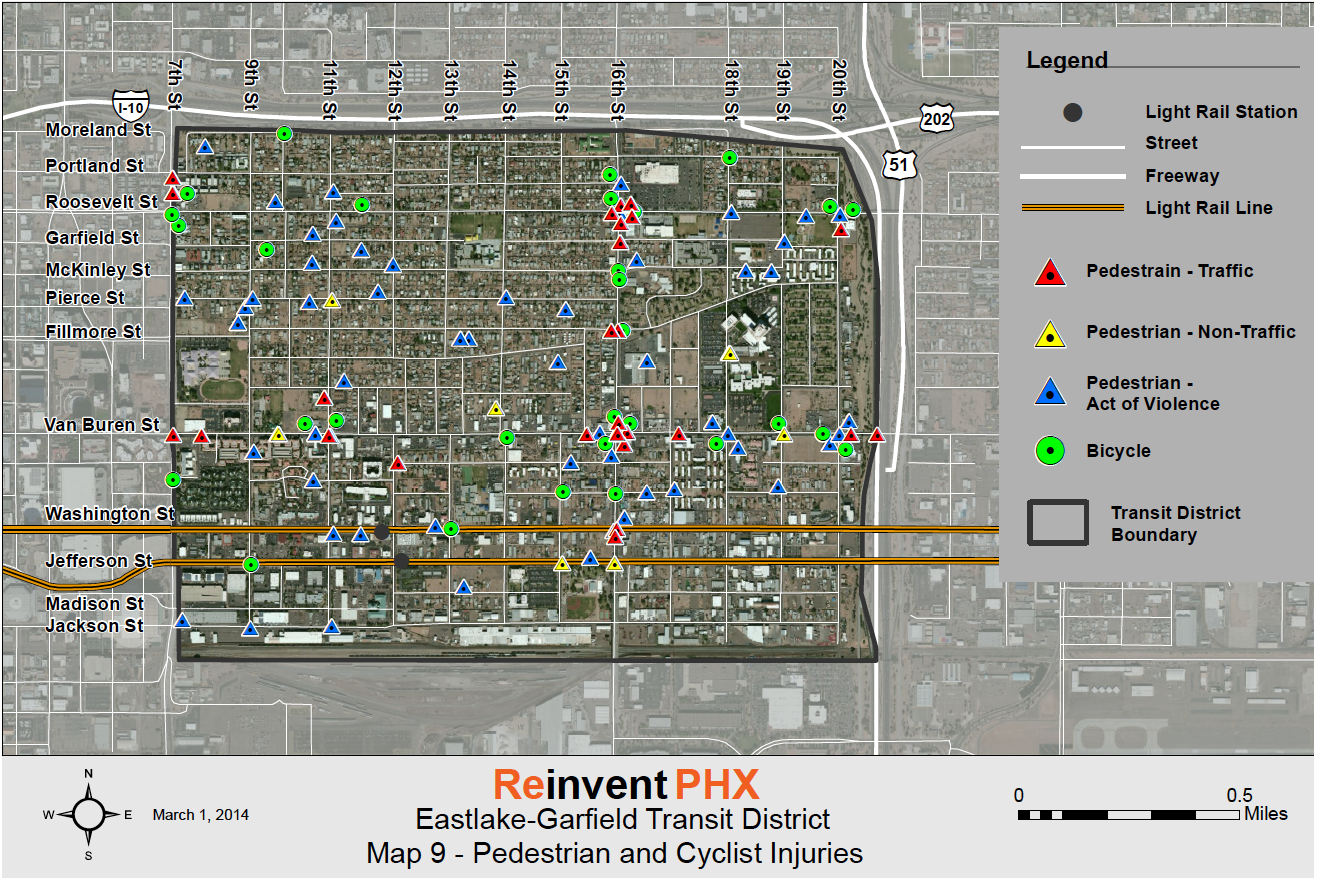 7th St
9th St
11th St
12th St
13th St
14th St
15th St
16th St
18th St
19th St
20th St
I-10
202
51
Moreland St
Portland St
Roosevelt St
Garfield St
McKinley St
Pierce St
Fillmore St
Van Buren St
Washington St
Jefferson St
Madison St
Jackson St
Legend
Light Rail Station
Street
Freeway
Light Rail Line
Pedestrain - Traffic
Pedestrian - Non-Traffic
Pedestrian -
Act of Violence
Bicycle
Transit District
Boundary
N
W
E
S
March 1, 2014
Reinvent PHX
Eastlake-Garfield Transit District
Map 9 - Pedestrian and Cyclist Injuries
0
0.5
Miles